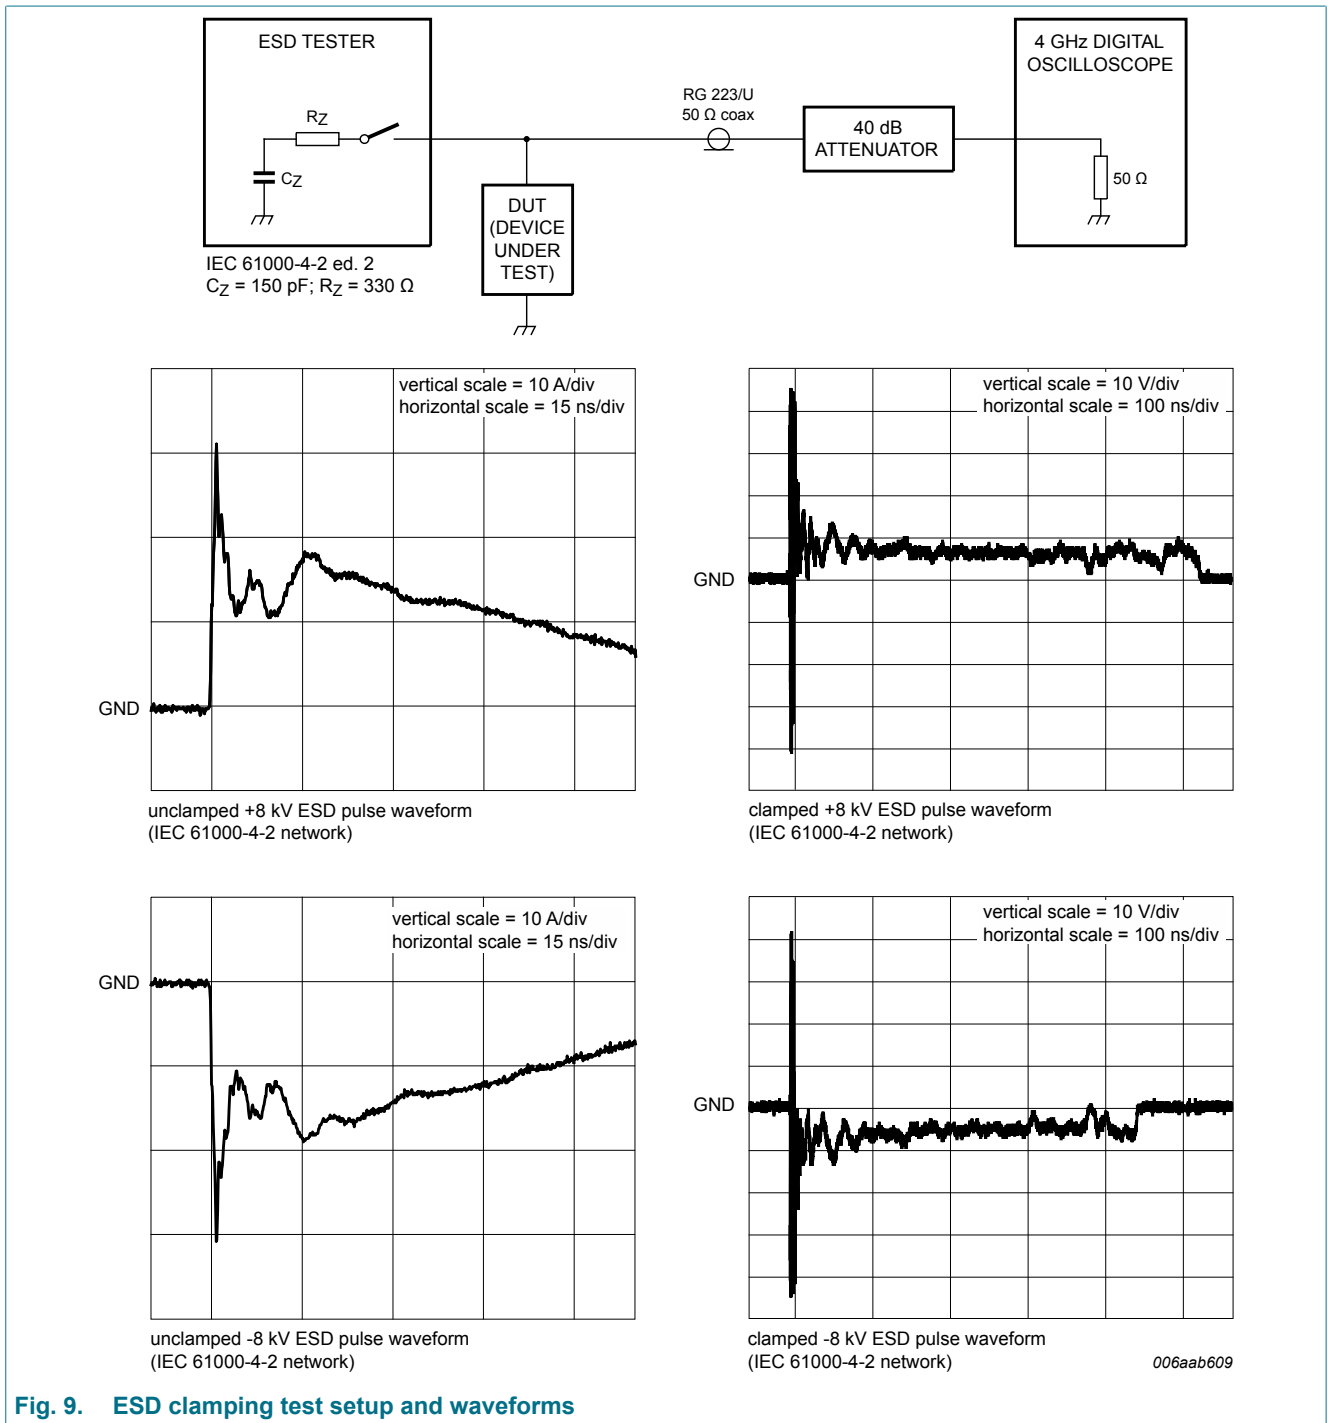 ESD TESTER
RZ
CZ
IEC 61000-4-2 ed. 2
CZ = 150 pF; RZ = 330 Ω
DUT
(DEVICE
UNDER
TEST)
RG 223/U
50 Ω coax
40 dB
ATTENUATOR
4 GHz DIGITAL
OSCILLOSCOPE
50 Ω
vertical scale = 10 A/div
horizontal scale = 15 ns/div
GND
unclamped +8 kV ESD pulse waveform
(IEC 61000-4-2 network)
vertical scale = 10 V/div
horizontal scale = 100 ns/div
GND
clamped +8 kV ESD pulse waveform
(IEC 61000-4-2 network)
vertical scale = 10 A/div
horizontal scale = 15 ns/div
GND
unclamped -8 kV ESD pulse waveform
(IEC 61000-4-2 network)
vertical scale = 10 V/div
horizontal scale = 100 ns/div
GND
clamped -8 kV ESD pulse waveform
(IEC 61000-4-2 network)
006aab609
Fig. 9. ESD clamping test setup and waveforms